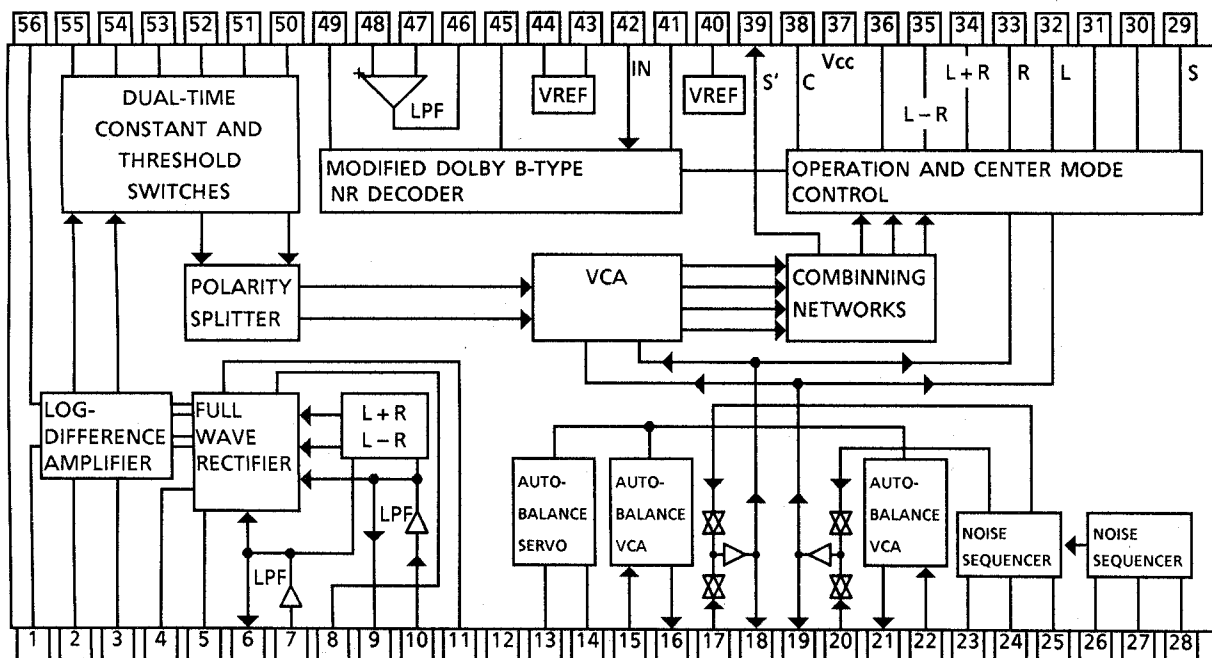 56 55 54 53 52 51 50 49 48 47 46 45 44 43 42 41 40 39 38 37 36 35 34 33 32 31 30 29
DUAL-TIME
CONSTANT AND
THRESHOLD
SWITCHES
+
LPF
VREF
IN
VREF
S'
C
Vcc
L-R
L+R
R
L
S
MODIFIED DOLBY B-TYPE
NR DECODER
OPERATION AND CENTER MODE
CONTROL
POLARITY
SPLITTER
VCA
COMBINNING
NETWORKS
LOG-
DIFFERENCE
AMPLIFIER
FULL
WAVE
RECTIFIER
L+R
L-R
LPF
LPF
AUTO-
BALANCE
SERVO
AUTO-
BALANCE
VCA
AUTO-
BALANCE
VCA
NOISE
SEQUENCER
NOISE
SEQUENCER
1 2 3 4 5 6 7 8 9 10 11 12 13 14 15 16 17 18 19 20 21 22 23 24 25 26 27 28